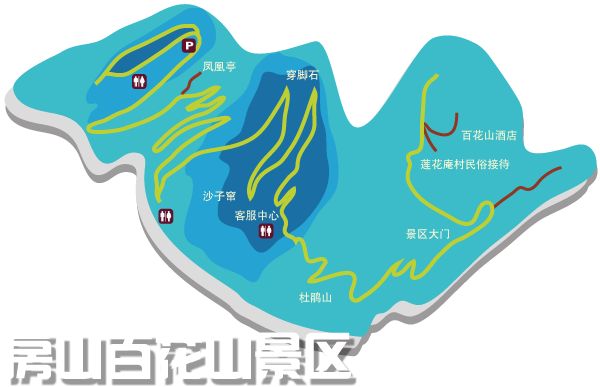 P
凤凰亭
穿脚石
百花山酒店
莲花庵村民俗接待
沙子窜
客服中心
景区大门
杜鹃山
房山百花山景区